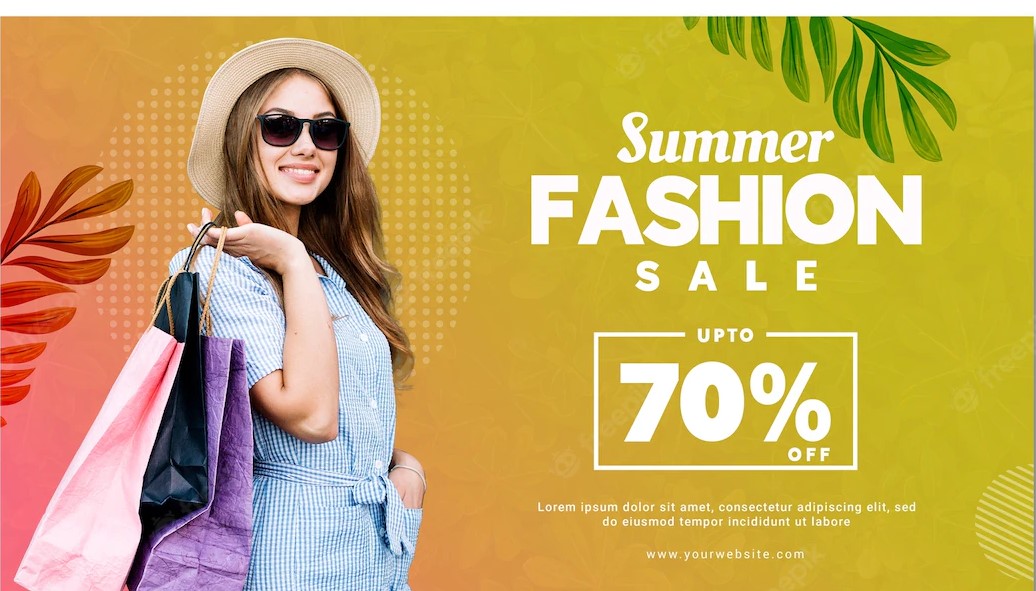 Summer
FASHION
SALE
UPTO
70%
OFF
Lorem ipsum dolor sit amet, consectetur adipiscing elit, sed
do eiusmod tempor incididunt ut labore
www.yourwebsite.com